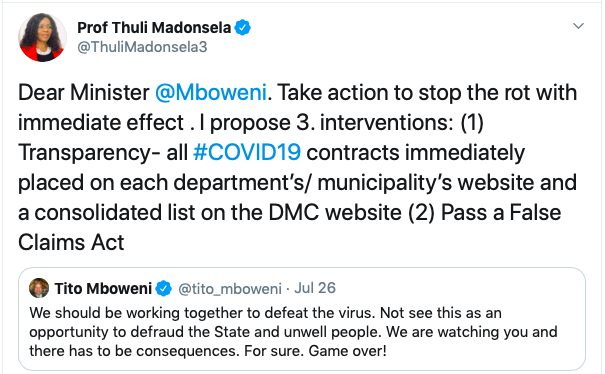 Prof Thuli Madonsela
@ThuliMadonsela3
Dear Minister @Mboweni. Take action to stop the rot with
immediate effect . I propose 3. interventions: (1)
Transparency- all #COVID19 contracts immediately
placed on each department's/ municipality's website and
a consolidated list on the DMC website (2) Pass a False
Claims Act
Tito Mboweni @tito_mboweni · Jul 26
We should be working together to defeat the virus. Not see this as an
opportunity to defraud the State and unwell people. We are watching you and
there has to be consequences. For sure. Game over!